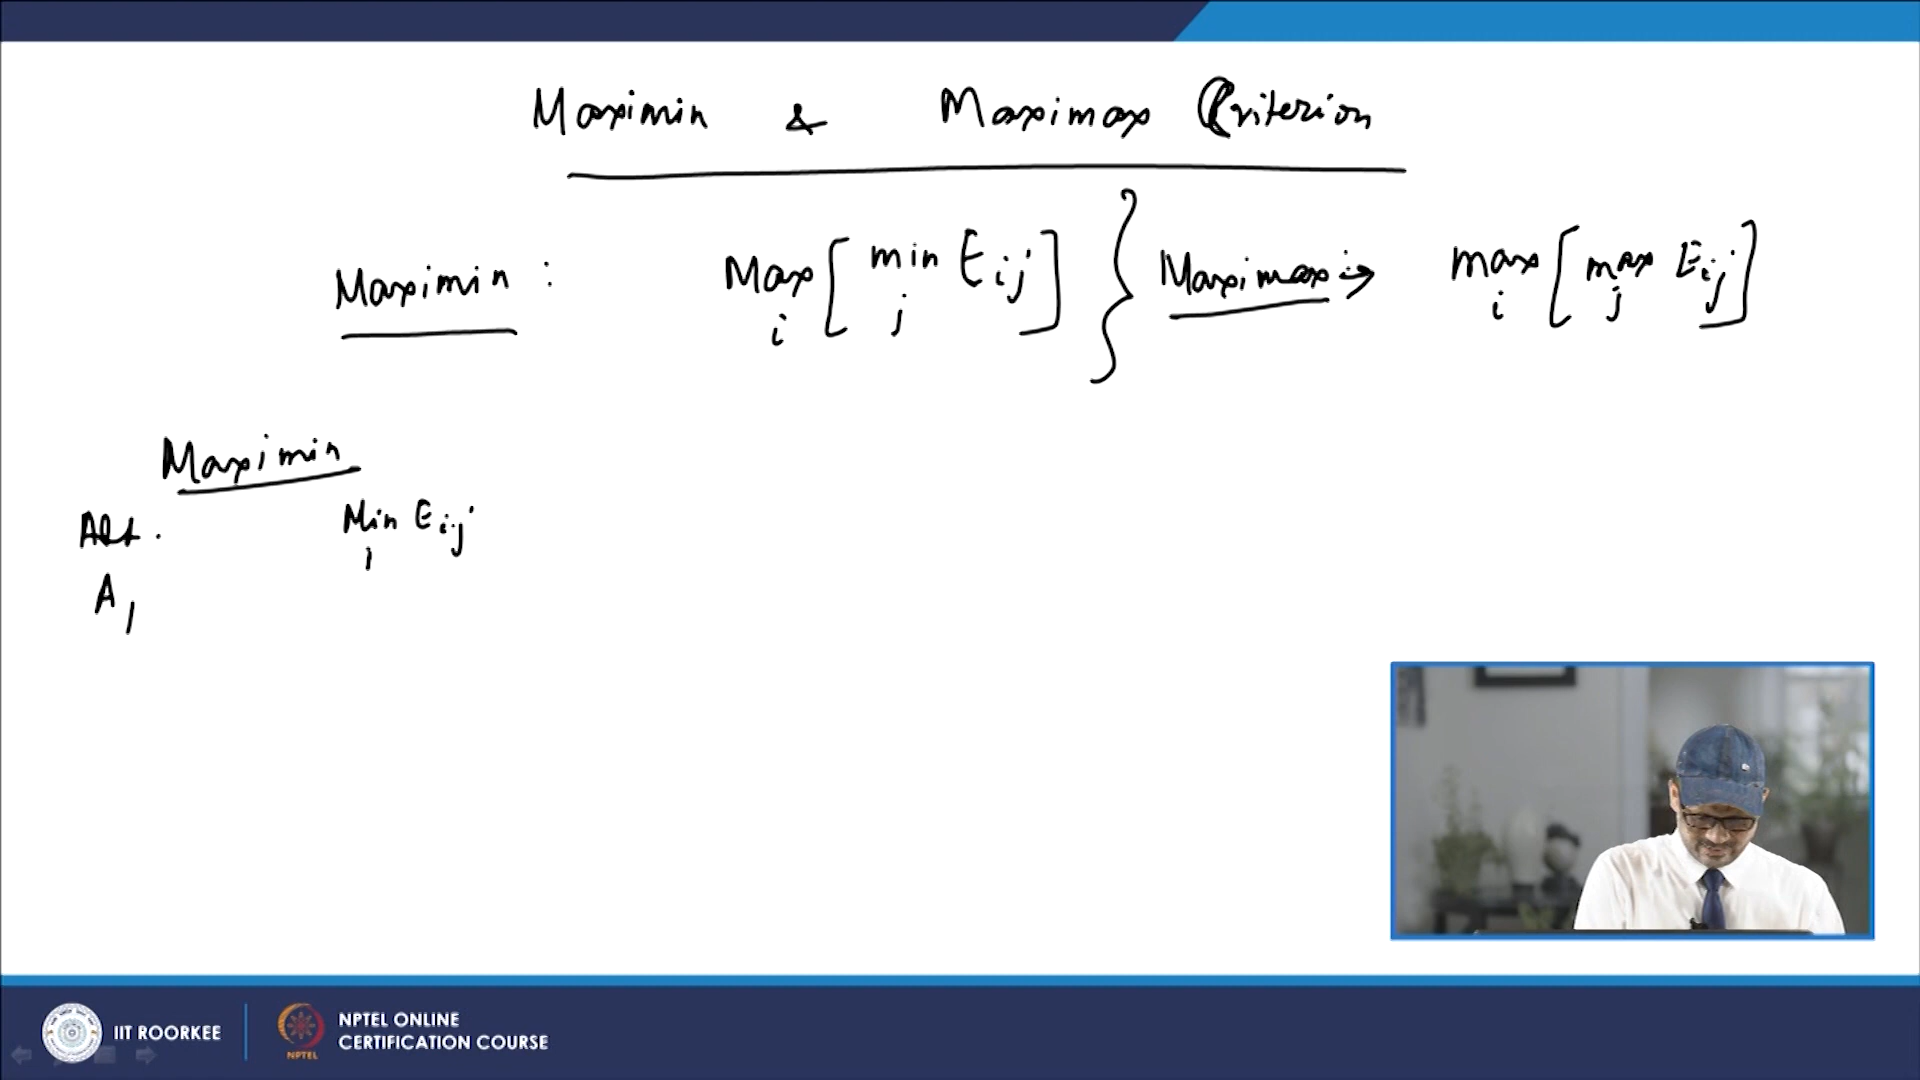 Maximin & Maximax Criterion
Maximin : Max i [ min j Eij ] } Maximax :→ max i [ max j Eij ]
Maximin
Alt. Min j Eij
A1
IIT ROORKEE
NPTEL
NPTEL ONLINE
CERTIFICATION COURSE